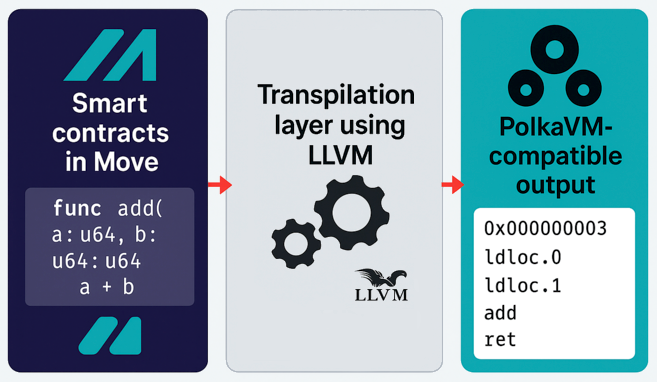 Smart
contracts
in Move
func add(
a: u64, b:
u64: u64
a + b
Transpilation
layer using
LLVM
LLVM
PolkaVM-
compatible
output
0x000000003
ldloc.0
ldloc.1
add
ret